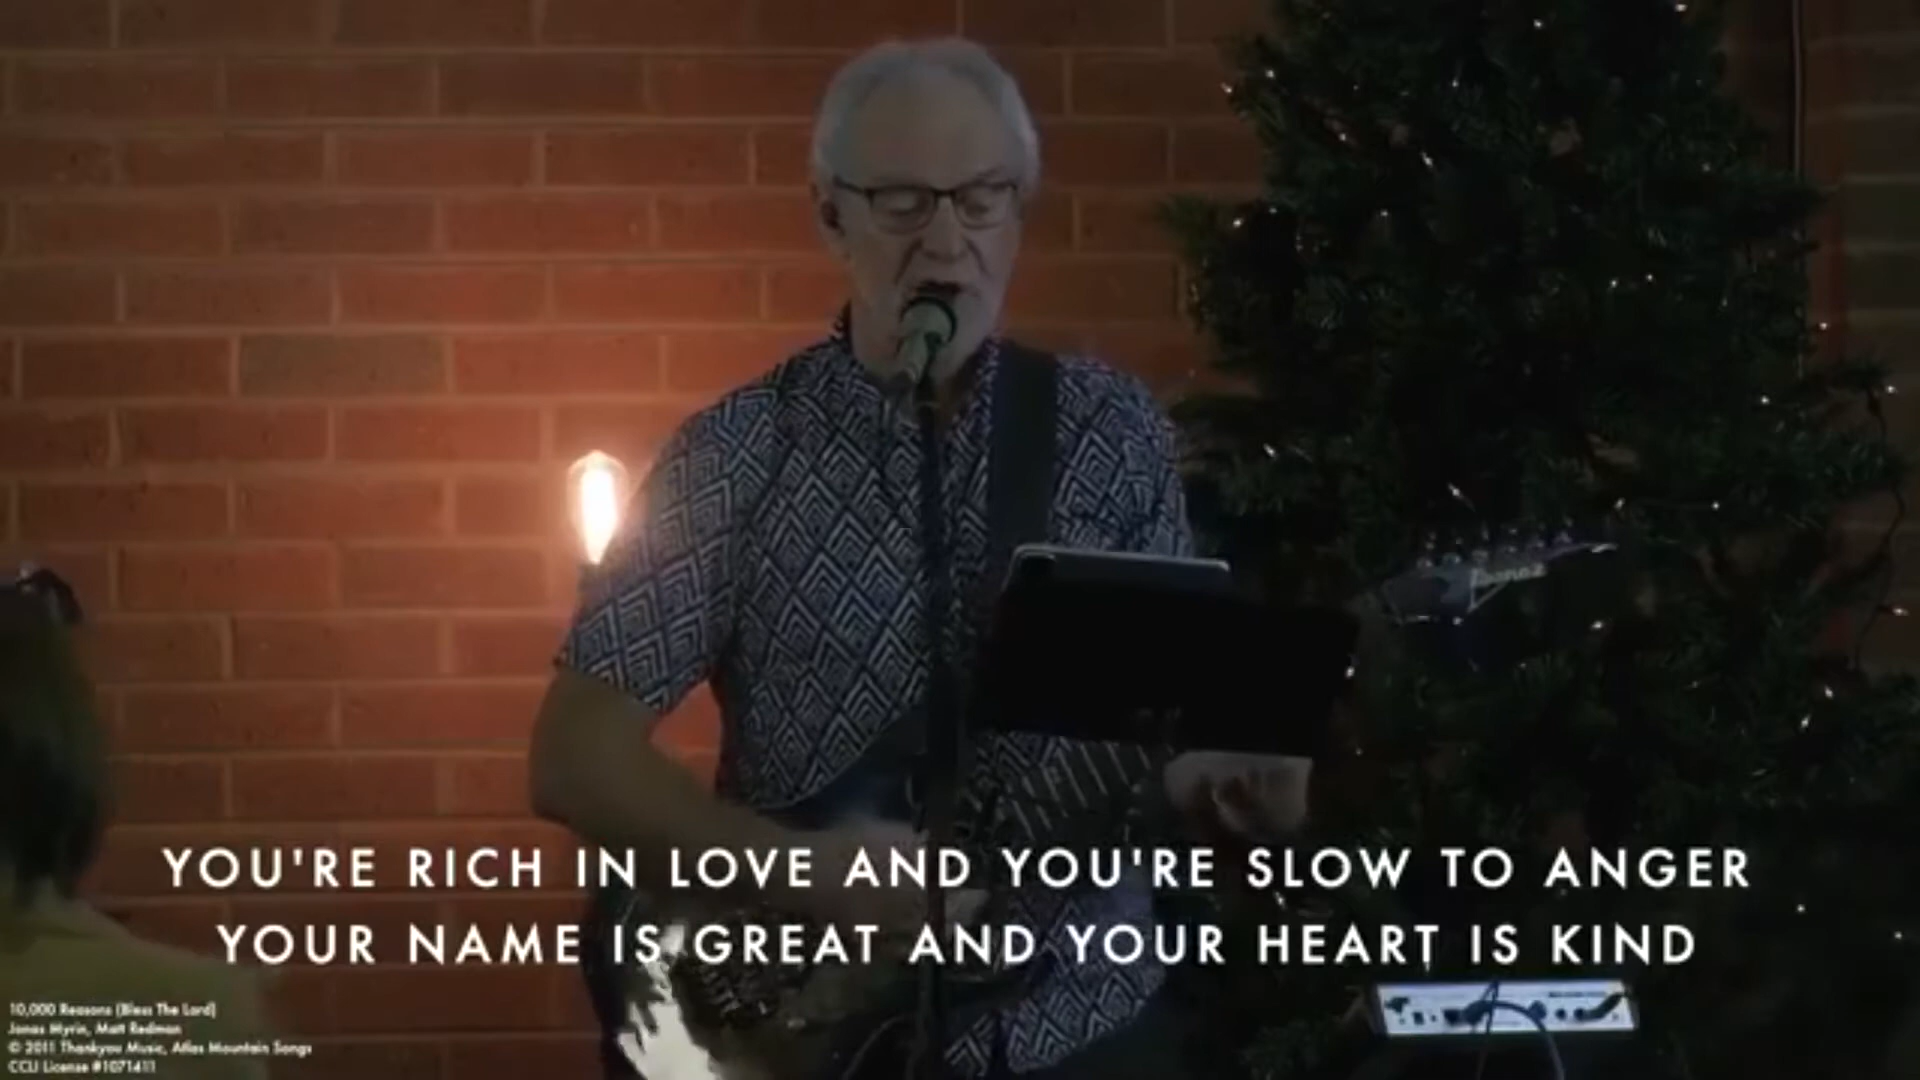 Ibanez
YOU'RE RICH IN LOVE AND YOU'RE SLOW TO ANGER
YOUR NAME IS GREAT AND YOUR HEART IS KIND
10,000 Reasons (Bless The Lord)
Jonas Myrin, Matt Redman
© 2011 Thankyou Music, Atlas Mountain Songs
CCLI License #1071411